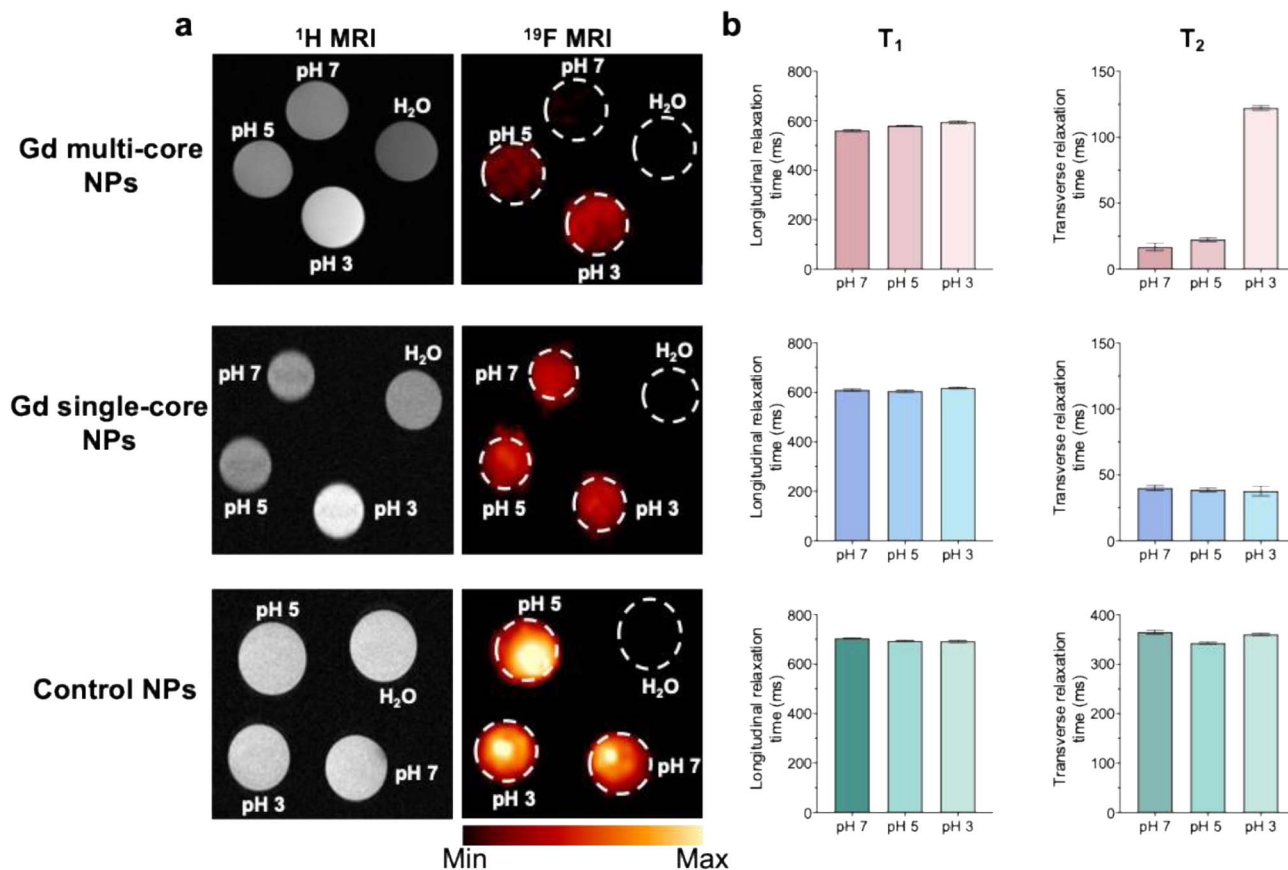 a
¹H MRI
¹⁹F MRI
b
T₁
T₂
Gd multi-core
NPs
pH 7
H₂O
pH 5
pH 3
pH 7
H₂O
pH 5
pH 3
Longitudinal relaxation
time (ms)
800
600
400
200
0
pH 7 pH 5 pH 3
Transverse relaxation
time (ms)
150
100
50
0
pH 7 pH 5 pH 3
Gd single-core
NPs
H₂O
pH 7
pH 5
pH 3
H₂O
pH 7
pH 5
pH 3
Longitudinal relaxation
time (ms)
800
600
400
200
0
pH 7 pH 5 pH 3
Transverse relaxation
time (ms)
150
100
50
0
pH 7 pH 5 pH 3
Control NPs
pH 5
H₂O
pH 3
pH 7
pH 5
H₂O
pH 3
pH 7
Min
Max
Longitudinal relaxation
time (ms)
800
600
400
200
0
pH 7 pH 5 pH 3
Transverse relaxation
time (ms)
400
300
200
100
0
pH 7 pH 5 pH 3